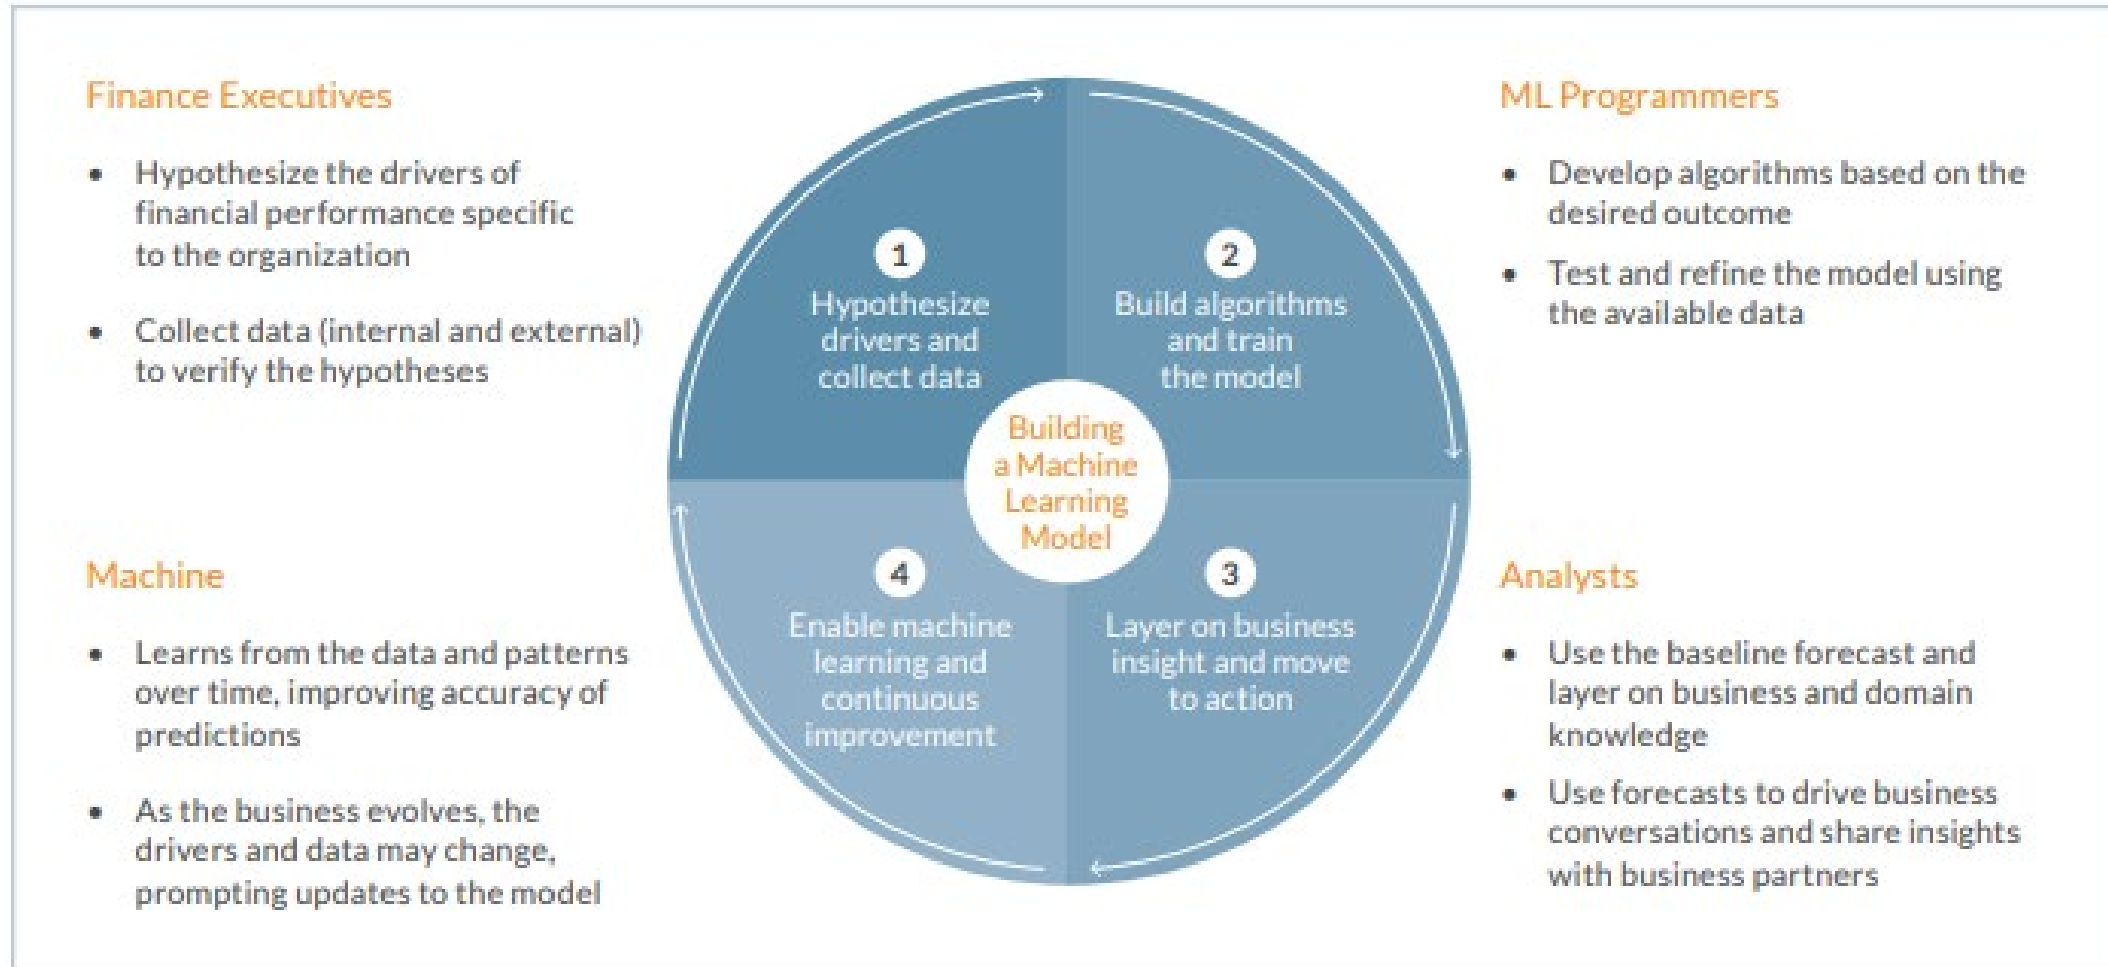 Finance Executives
• Hypothesize the drivers of
financial performance specific
to the organization
• Collect data (internal and external)
to verify the hypotheses
ML Programmers
• Develop algorithms based on the
desired outcome
• Test and refine the model using
the available data
1
Hypothesize
drivers and
collect data
2
Build algorithms
and train
the model
Building
a Machine
Learning
Model
3
Layer on business
insight and move
to action
4
Enable machine
learning and
continuous
improvement
Machine
• Learns from the data and patterns
over time, improving accuracy of
predictions
• As the business evolves, the
drivers and data may change,
prompting updates to the model
Analysts
• Use the baseline forecast and
layer on business and domain
knowledge
• Use forecasts to drive business
conversations and share insights
with business partners